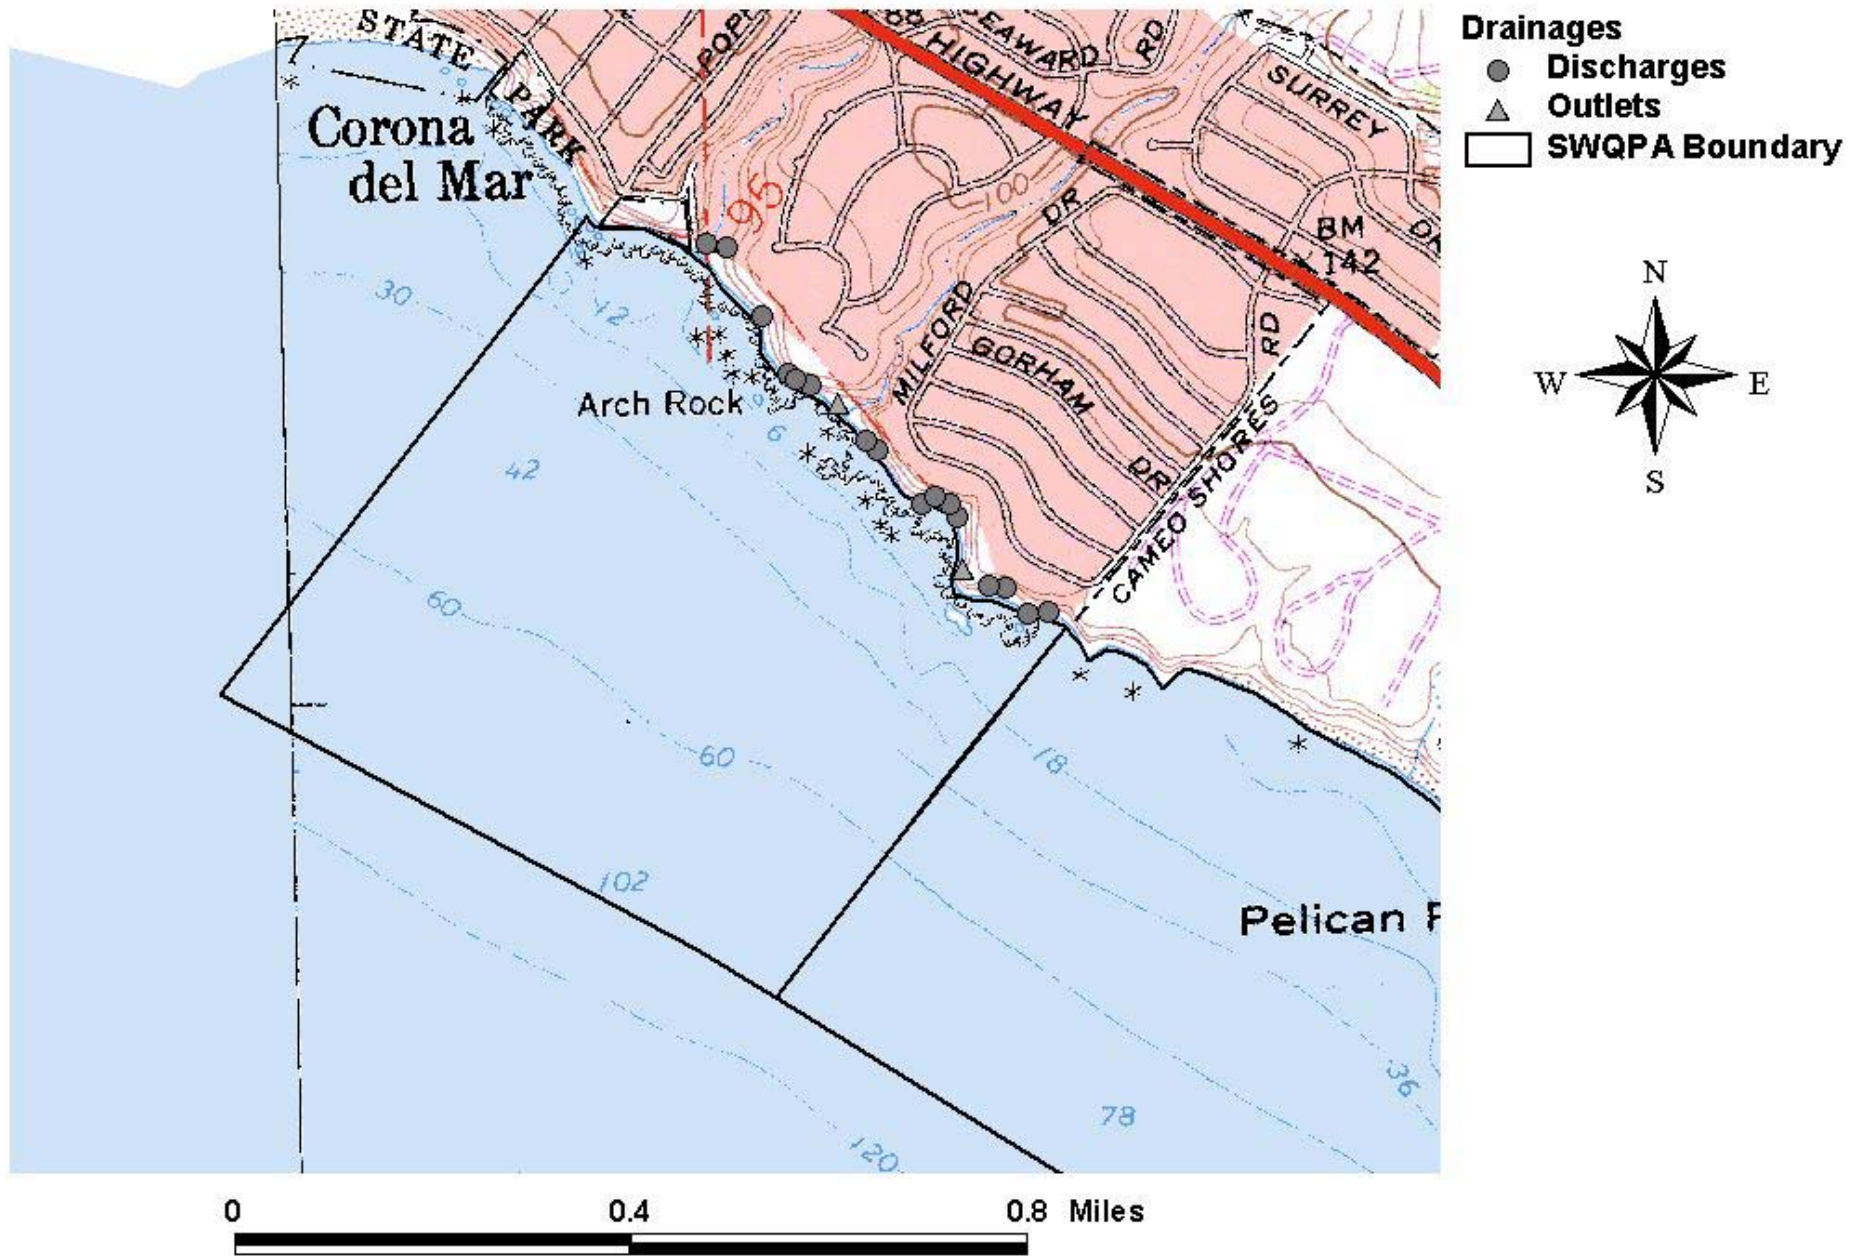 STATE
PARK
Corona
del Mar
HIGHWAY
RD
RD
SURREY
BM
142
DR
95
100
MILFORD
DR
GORHAM
DR
RD
CAMEO SHORES
Arch Rock
30
12
6
42
60
60
18
102
Pelican
36
78
120
Drainages
Discharges
Outlets
SWQPA Boundary
N
W
E
S
0
0.4
0.8 Miles